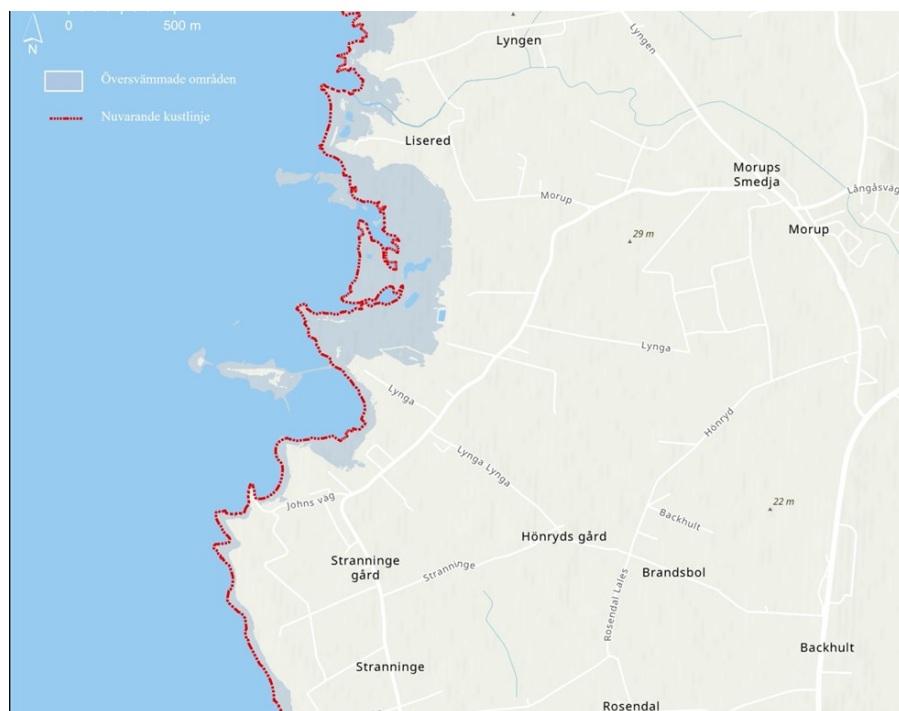 0 500 m
N
Översvämmade områden
Nuvarande kustlinje
Lyngen
Lyngen
Lisered
Morups
Smedja
Långåsväg
Morup
Morup
29 m
Lynga
Lynga
Hönryd
Lynga Lynga
Johns väg
22 m
Backhult
Hönryds gård
Stranninge
gård
Stranninge
Brandsbol
Rosendal Lales
Backhult
Stranninge
Rosendal